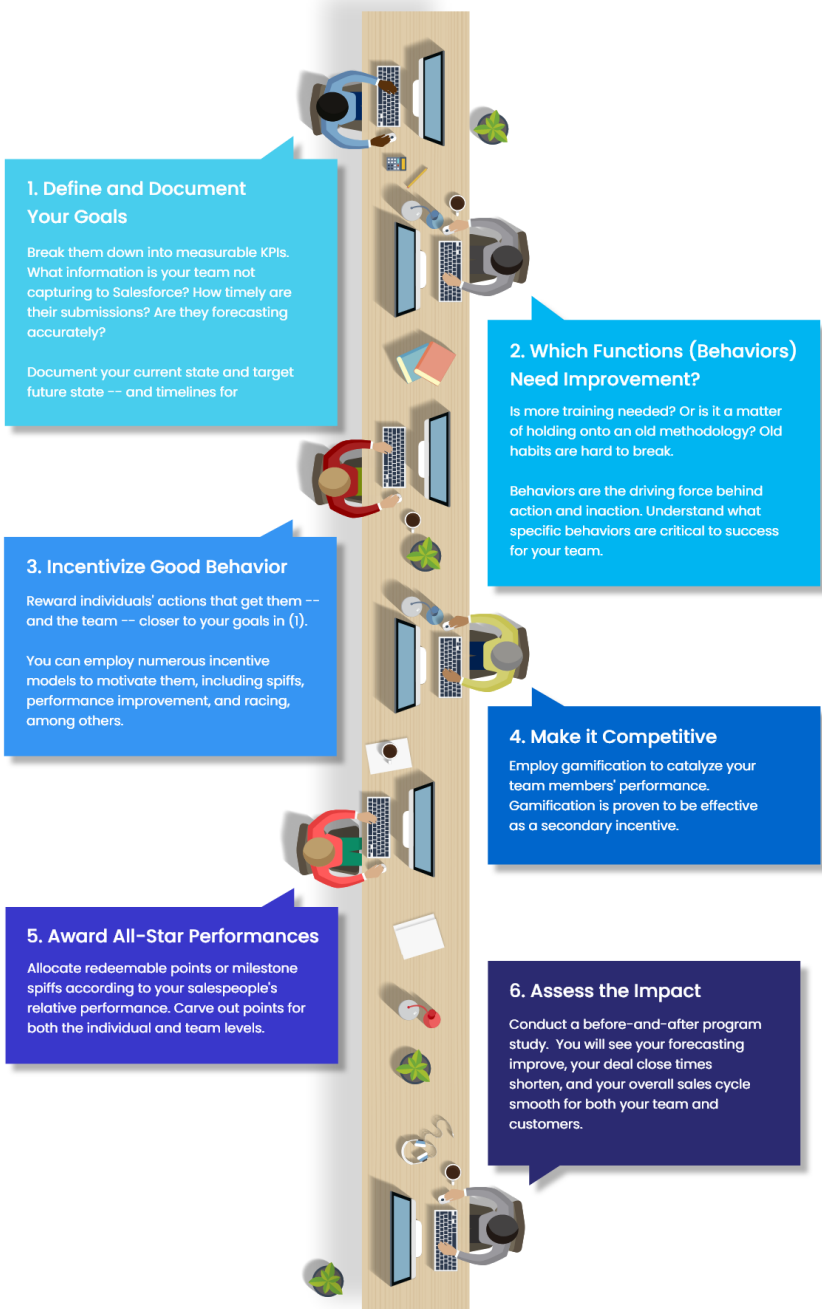 1. Define and Document
Your Goals
Break them down into measurable KPIs.
What information is your team not
capturing to Salesforce? How timely are
their submissions? Are they forecasting
accurately?
Document your current state and target
future state -- and timelines for
2. Which Functions (Behaviors)
Need Improvement?
Is more training needed? Or is it a matter
of holding onto an old methodology? Old
habits are hard to break.
Behaviors are the driving force behind
action and inaction. Understand what
specific behaviors are critical to success
for your team.
3. Incentivize Good Behavior
Reward individuals' actions that get them --
and the team -- closer to your goals in (1).
You can employ numerous incentive
models to motivate them, including spiffs,
performance improvement, and racing,
among others.
4. Make it Competitive
Employ gamification to catalyze your
team members' performance.
Gamification is proven to be effective
as a secondary incentive.
5. Award All-Star Performances
Allocate redeemable points or milestone
spiffs according to your salespeople's
relative performance. Carve out points for
both the individual and team levels.
6. Assess the Impact
Conduct a before-and-after program
study. You will see your forecasting
improve, your deal close times
shorten, and your overall sales cycle
smooth for both your team and
customers.